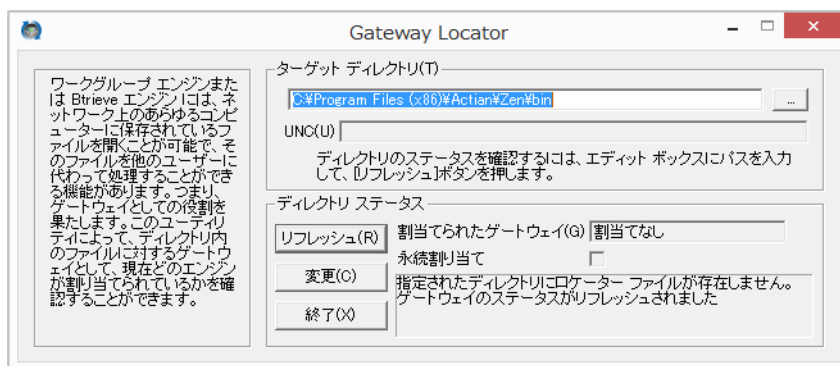 Gateway Locator
ワークグループ エンジンまた
は Btrieve エンジン には、ネ
ットワーク上のあらゆるコンピ
ューターに保存されているフ
ァイルを開くことが可能で、そ
のファイルを他のユーザーに
代わって処理することができ
る機能があります。つまり、
ゲートウェイとしての役割を
果たします。このユーティリ
ティによって、ディレクトリ内
のファイルに対するゲートウ
ェイとして、現在どのエンジン
が割り当てられているかを確
認することができます。
ターゲット ディレクトリ(T)
C:¥Program Files (x86)¥Actian¥Zen¥bin
...
UNC(U)
ディレクトリのステータスを確認するには、エディット ボックスにパスを入力
して、[リフレッシュ]ボタンを押します。
ディレクトリ ステータス
リフレッシュ(R)
割当てられたゲートウェイ(G) 割当てなし
永続割り当て
変更(C)
指定されたディレクトリにロケーター ファイルが存在しません。
ゲートウェイのステータスがリフレッシュされました
終了(X)